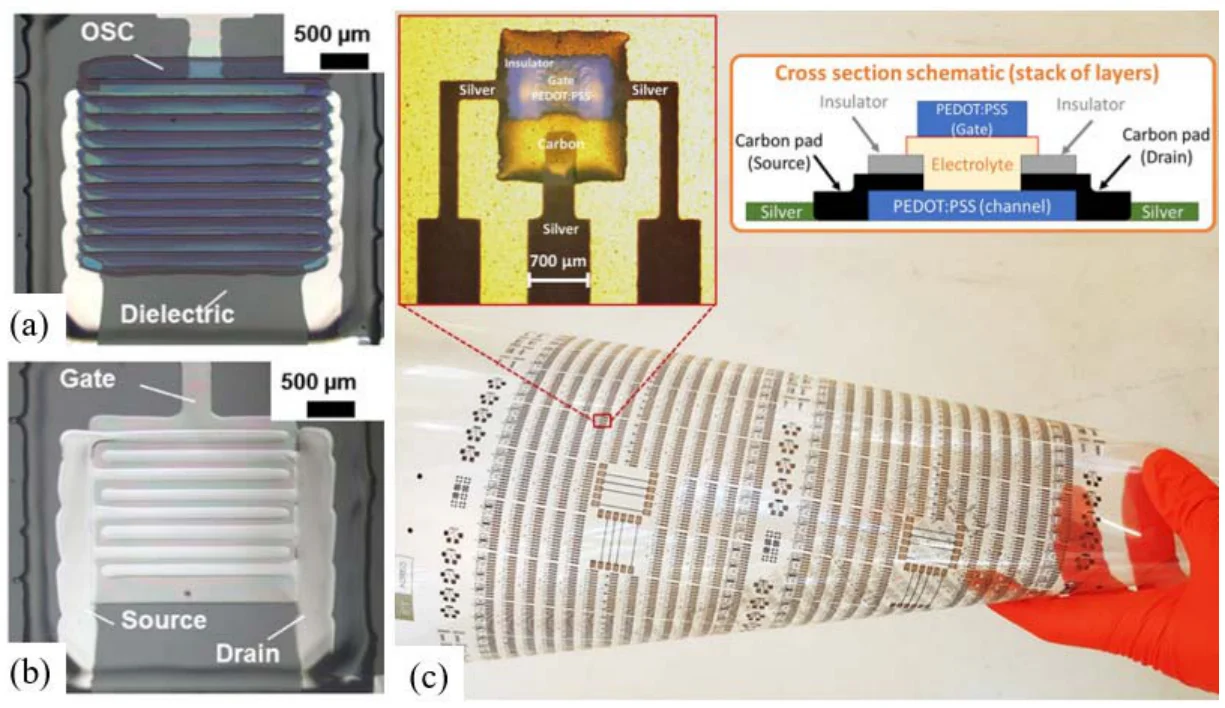 OSC
500 µm
Dielectric
(a)
Gate
500 µm
Source
Drain
(b)
Insulator
Silver
Gate
Silver
PEDOT:PSS
Carbon
Silver
700 µm
Cross section schematic (stack of layers)
Insulator
PEDOT:PSS
(Gate)
Insulator
Carbon pad
(Source)
Electrolyte
Carbon pad
(Drain)
Silver
PEDOT:PSS (channel)
Silver
(c)